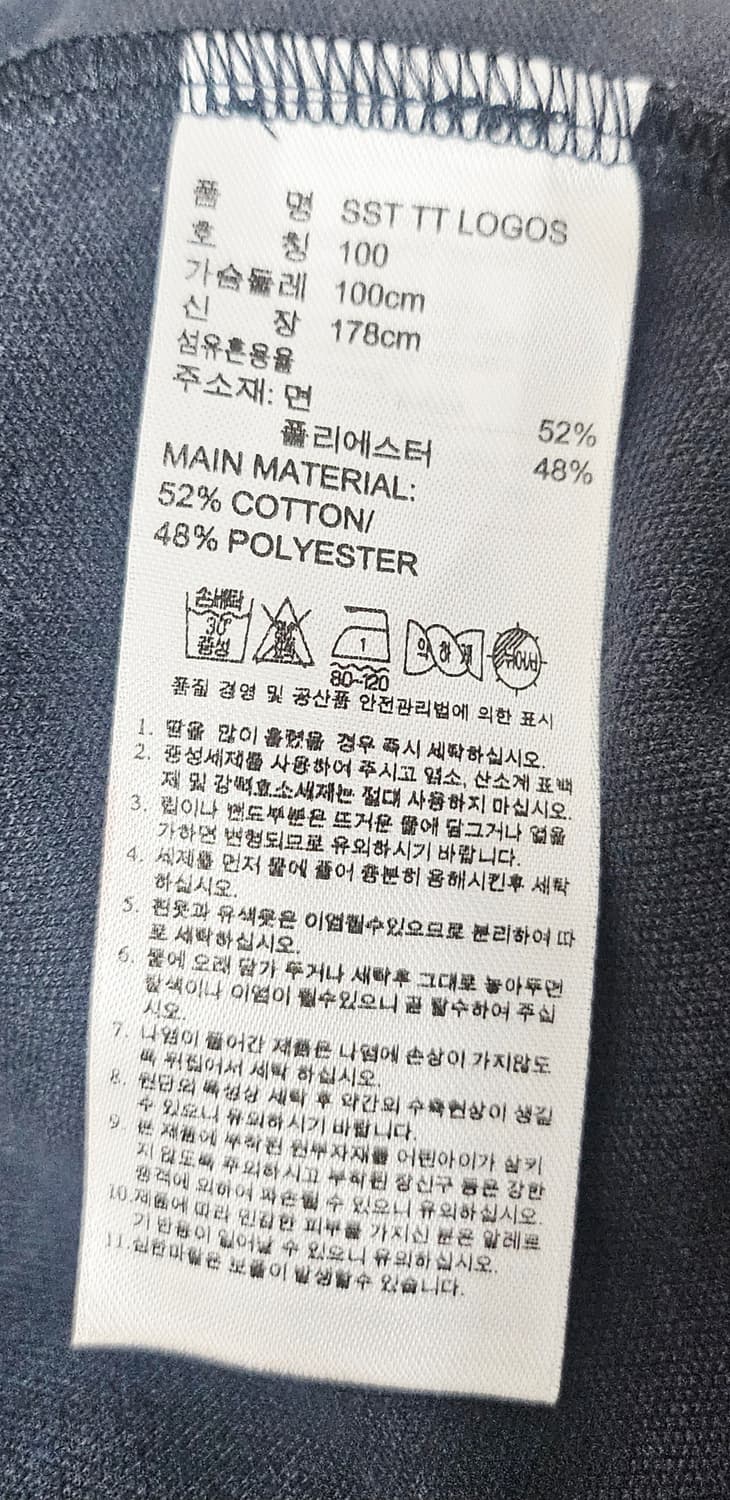 품 명 SST TT LOGOS
호 칭 100
가슴둘레 100cm
신 장 178cm
섬유혼용율
주소재: 면 52%
폴리에스터 48%
MAIN MATERIAL:
52% COTTON/
48% POLYESTER
손세탁 30° 중성 1 80~120 약하게 뉘어서
품질 경영 및 공산품 안전관리법에 의한 표시
1. 땀을 많이 흘렸을 경우 즉시 세탁하십시오.
2. 중성세제를 사용하여 주시고 염소, 산소계 표백
제 및 강력효소세제는 절대 사용하지 마십시오.
3. 립이나 밴드부분은 뜨거운 물에 담그거나 열을
가하면 변형되므로 유의하시기 바랍니다.
4. 세제를 먼저 물에 풀어 충분히 용해시킨후 세탁
하십시오.
5. 흰옷과 유색옷은 이염될수있으므로 분리하여 따
로 세탁하십시오.
6. 물에 오래 담가 두거나 세탁후 그대로 놓아두면
탈색이나 이염이 될수있으니 곧 탈수하여 주십
시오.
7. 나염이 들어간 제품은 나염에 손상이 가지않도
록 뒤집어서 세탁 하십시오.
8. 원단의 특성상 세탁 후 약간의 수축현상이 생길
수 있으니 유의하시기 바랍니다.
9. 본 제품에 부착된 원부자재를 어린아이가 삼키
지 않도록 주의하시고 부착된 장신구 등은 강한
충격에 의하여 파손될 수 있으니 유의하십시오.
10.제품에 따라 민감한 피부를 가지신 분은 알레르
기 반응이 일어날 수 있으니 유의하십시오.
11.심한마찰은 보풀이 발생할수 있습니다.